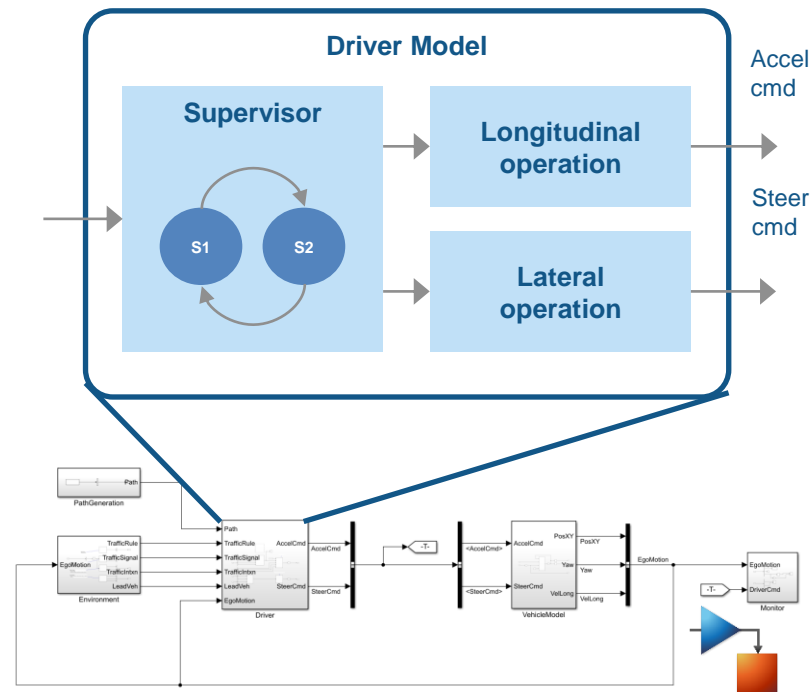 Driver Model
Accel
cmd
Supervisor
Longitudinal
operation
S1
S2
Steer
cmd
Lateral
operation
Path
PathGeneration
Path
TrafficRule
TrafficRule
AccelCmd
AccelCmd
<AccelCmd>
AccelCmd
PosXY
PosXY
EgoMotion
TrafficSignal
TrafficSignal
-T-
TrafficIntxn
TrafficIntxn
Yaw
Yaw
EgoMotion
EgoMotion
LeadVeh
LeadVeh
SteerCmd
SteerCmd
<SteerCmd>
SteerCmd
VelLong
VelLong
-T-
DriverCmd
Environment
EgoMotion
Driver
VehicleModel
Monitor